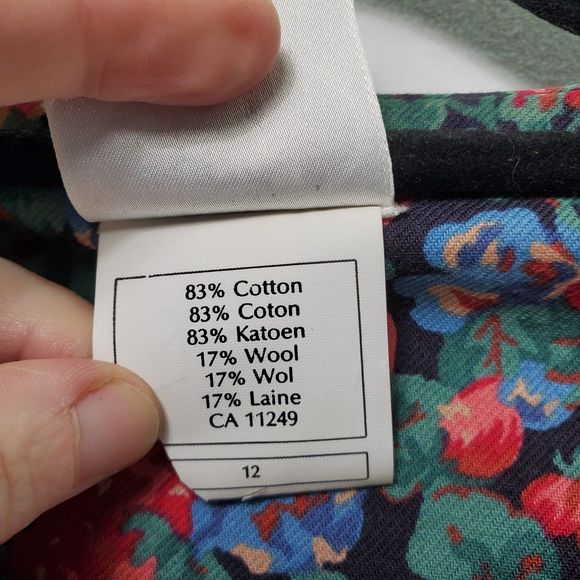 83% Cotton
83% Coton
83% Katoen
17% Wool
17% Wol
17% Laine
CA 11249
12